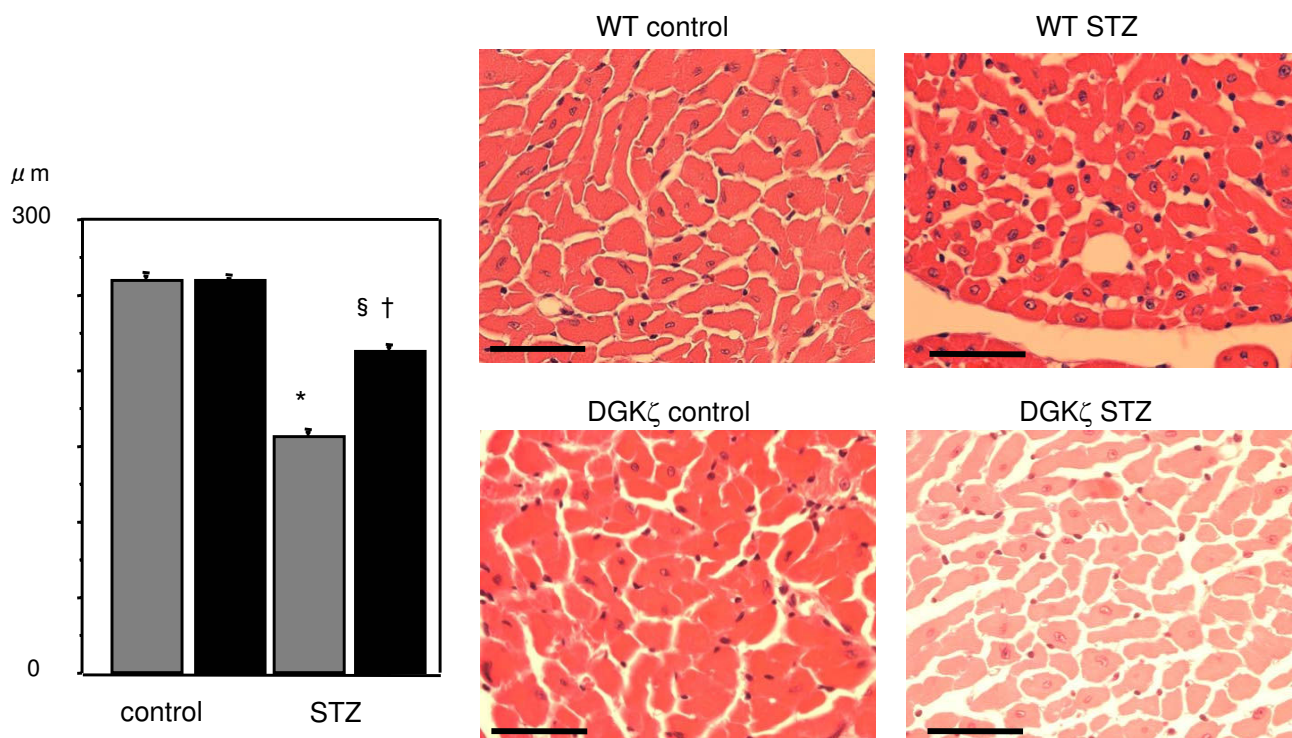 WT control
WT STZ
μ m
300
§ †
*
0
control
STZ
DGKζ control
DGKζ STZ